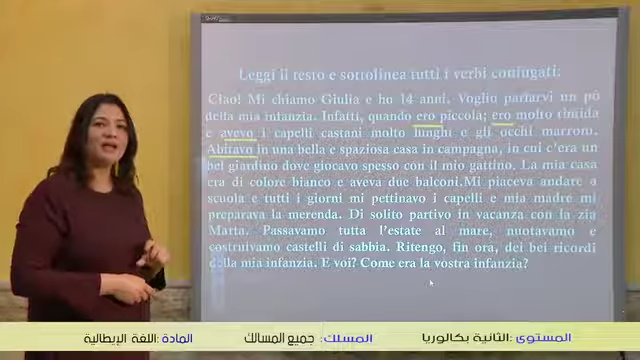 Leggi il testo e sottolinea tutti i verbi conjugati:
Ciao! Mi chiamo Giulia e ho 14 anni. Voglio parlarvi un pò
della mia infanzia. Infatti, quando ero piccola; ero molto timida
e avevo i capelli castani molto lunghi e gli occhi marroni.
Abitavo in una bella e spaziosa casa in campagna, in cui c'era un
bel giardino dove giocavo spesso con il mio gattino. La mia casa
era di colore bianco e aveva due balconi.Mi piaceva andare a
scuola e tutti i giorni mi pettinavo i capelli e mia madre mi
preparava la merenda. Di solito partivo in vacanza con la zia
Marta. Passavamo tutta l'estate al mare, nuotavamo e
costruivamo castelli di sabbia. Ritengo, fin ora, dei bei ricordi
della mia infanzia. E voi? Come era la vostra infanzia?
المستوى :الثانية بكالوريا المسلك: جميع المسالك المادة: اللغة الإيطالية